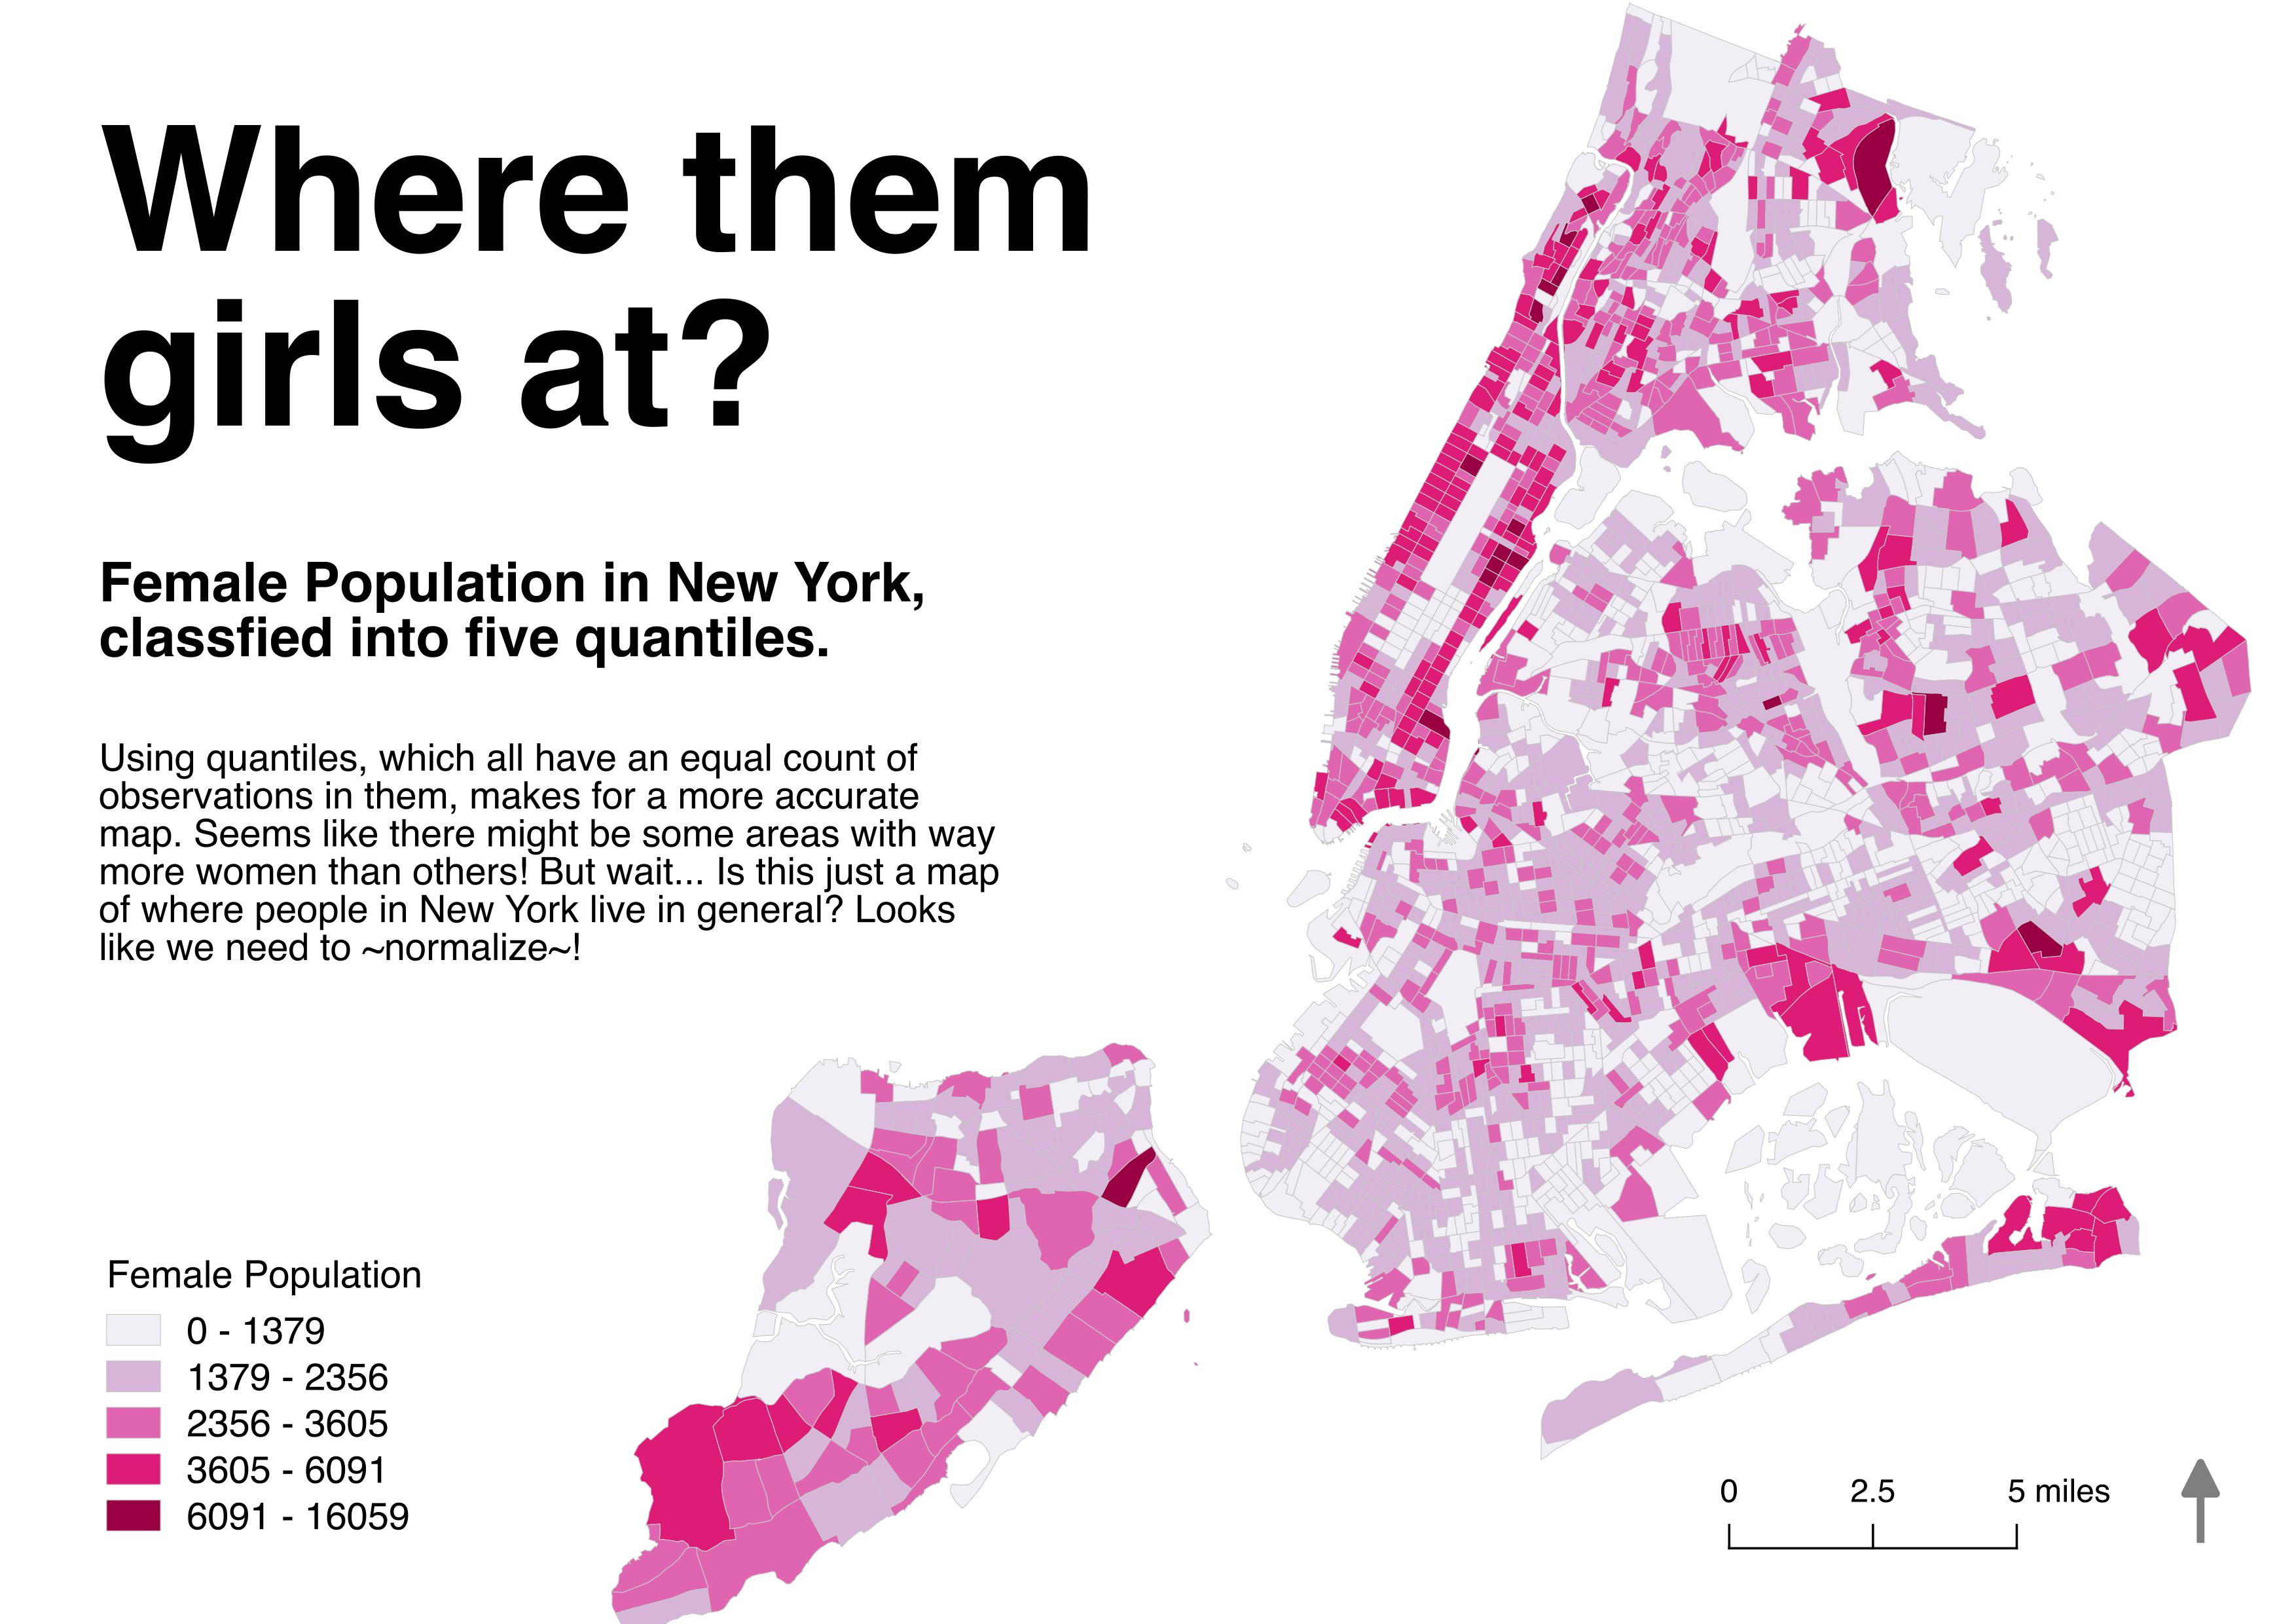 Where them
girls at?
Female Population in New York,
classfied into five quantiles.
Using quantiles, which all have an equal count of
observations in them, makes for a more accurate
map. Seems like there might be some areas with way
more women than others! But wait... Is this just a map
of where people in New York live in general? Looks
like we need to ~normalize~!
Female Population
0 - 1379
1379 - 2356
2356 - 3605
3605 - 6091
6091 - 16059
0 2.5 5 miles